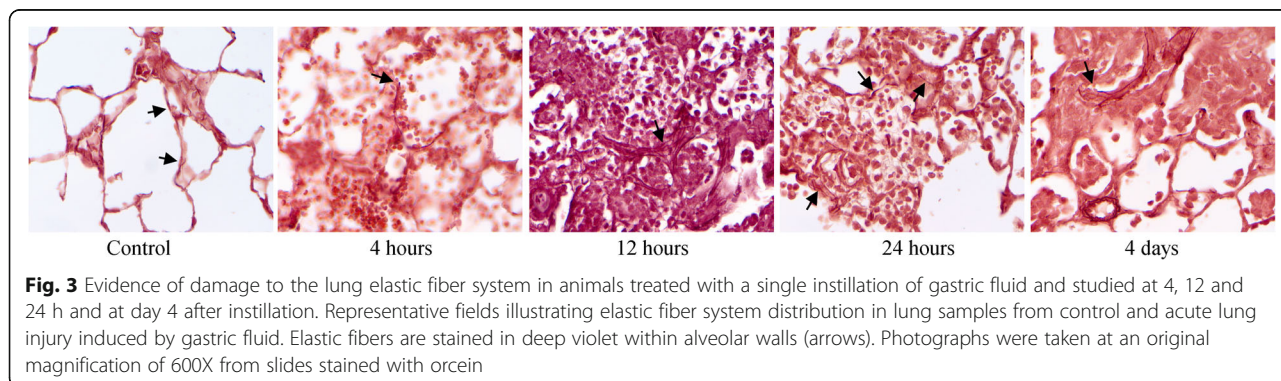 Control 4 hours 12 hours 24 hours 4 days
Fig. 3 Evidence of damage to the lung elastic fiber system in animals treated with a single instillation of gastric fluid and studied at 4, 12 and
24 h and at day 4 after instillation. Representative fields illustrating elastic fiber system distribution in lung samples from control and acute lung
injury induced by gastric fluid. Elastic fibers are stained in deep violet within alveolar walls (arrows). Photographs were taken at an original
magnification of 600X from slides stained with orcein